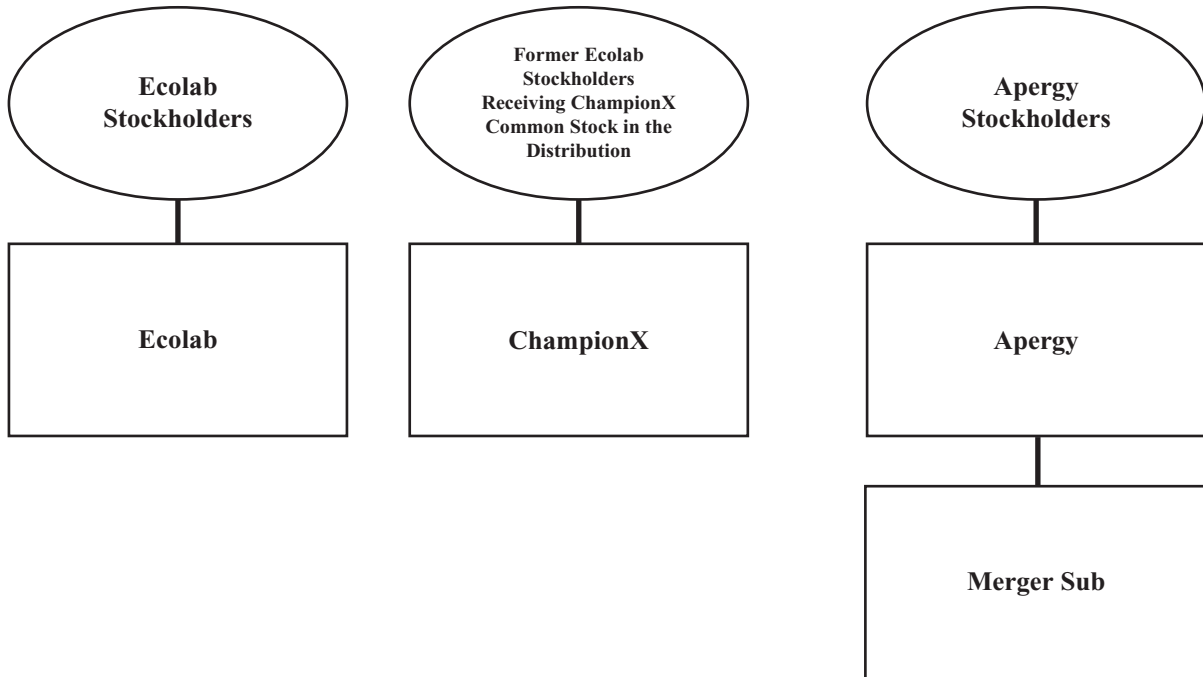 Ecolab
Stockholders
Former Ecolab
Stockholders
Receiving ChampionX
Common Stock in the
Distribution
Apergy
Stockholders
Ecolab
ChampionX
Apergy
Merger Sub